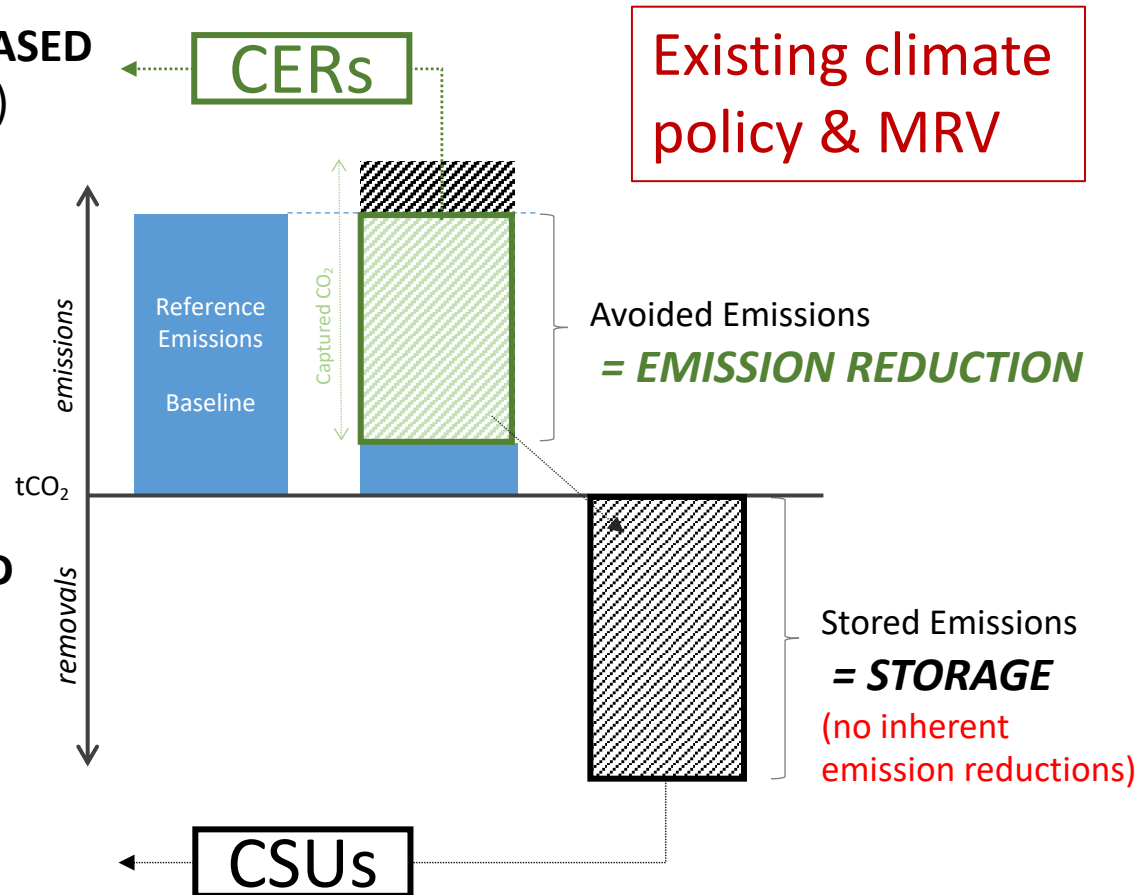 ASED
)
CERs
Existing climate
policy & MRV
emissions
Reference
Emissions
Baseline
Captured CO₂
Avoided Emissions
= EMISSION REDUCTION
tCO₂
D
removals
Stored Emissions
= STORAGE
(no inherent
emission reductions)
CSUs